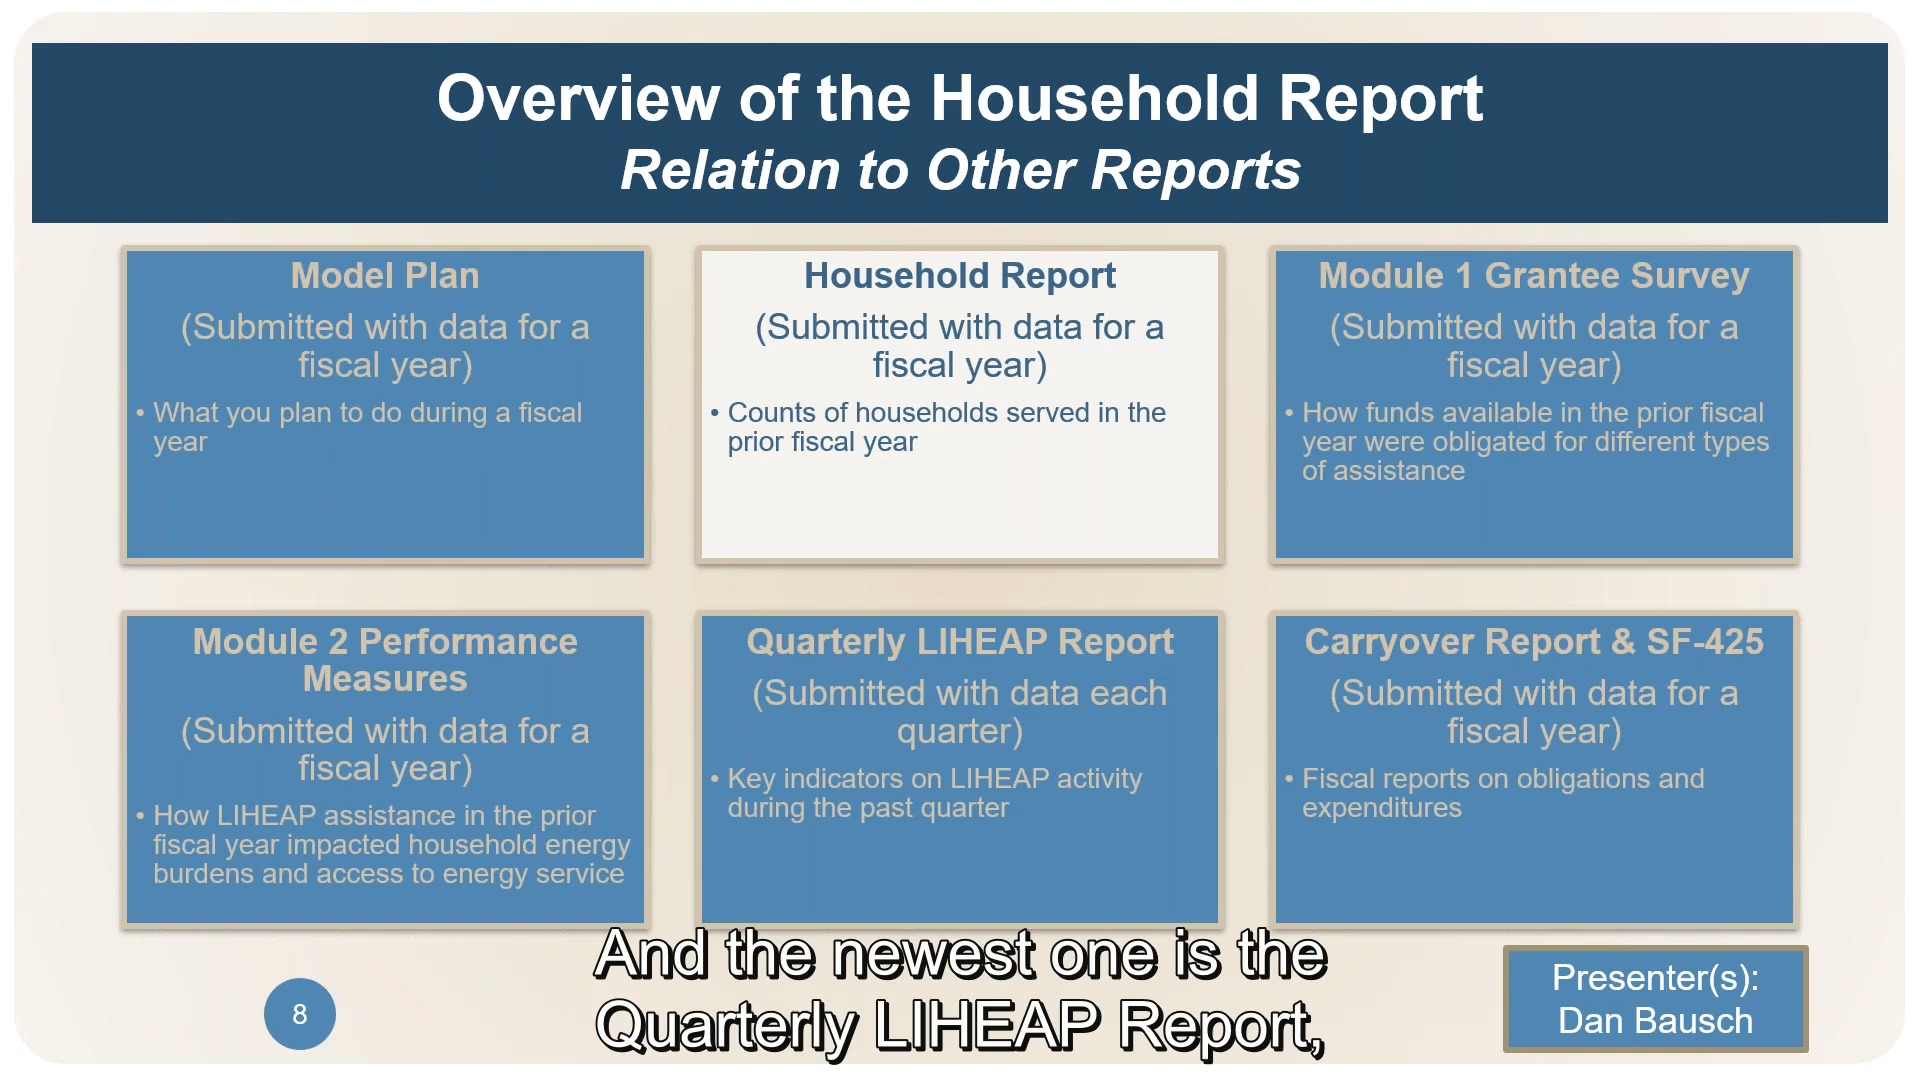 Overview of the Household Report
Relation to Other Reports
Model Plan
(Submitted with data for a
fiscal year)
• What you plan to do during a fiscal
year
Household Report
(Submitted with data for a
fiscal year)
• Counts of households served in the
prior fiscal year
Module 1 Grantee Survey
(Submitted with data for a
fiscal year)
• How funds available in the prior fiscal
year were obligated for different types
of assistance
Module 2 Performance
Measures
(Submitted with data for a
fiscal year)
• How LIHEAP assistance in the prior
fiscal year impacted household energy
burdens and access to energy service
Quarterly LIHEAP Report
(Submitted with data each
quarter)
• Key indicators on LIHEAP activity
during the past quarter
Carryover Report & SF-425
(Submitted with data for a
fiscal year)
• Fiscal reports on obligations and
expenditures
And the newest one is the
Quarterly LIHEAP Report,
8
Presenter(s):
Dan Bausch